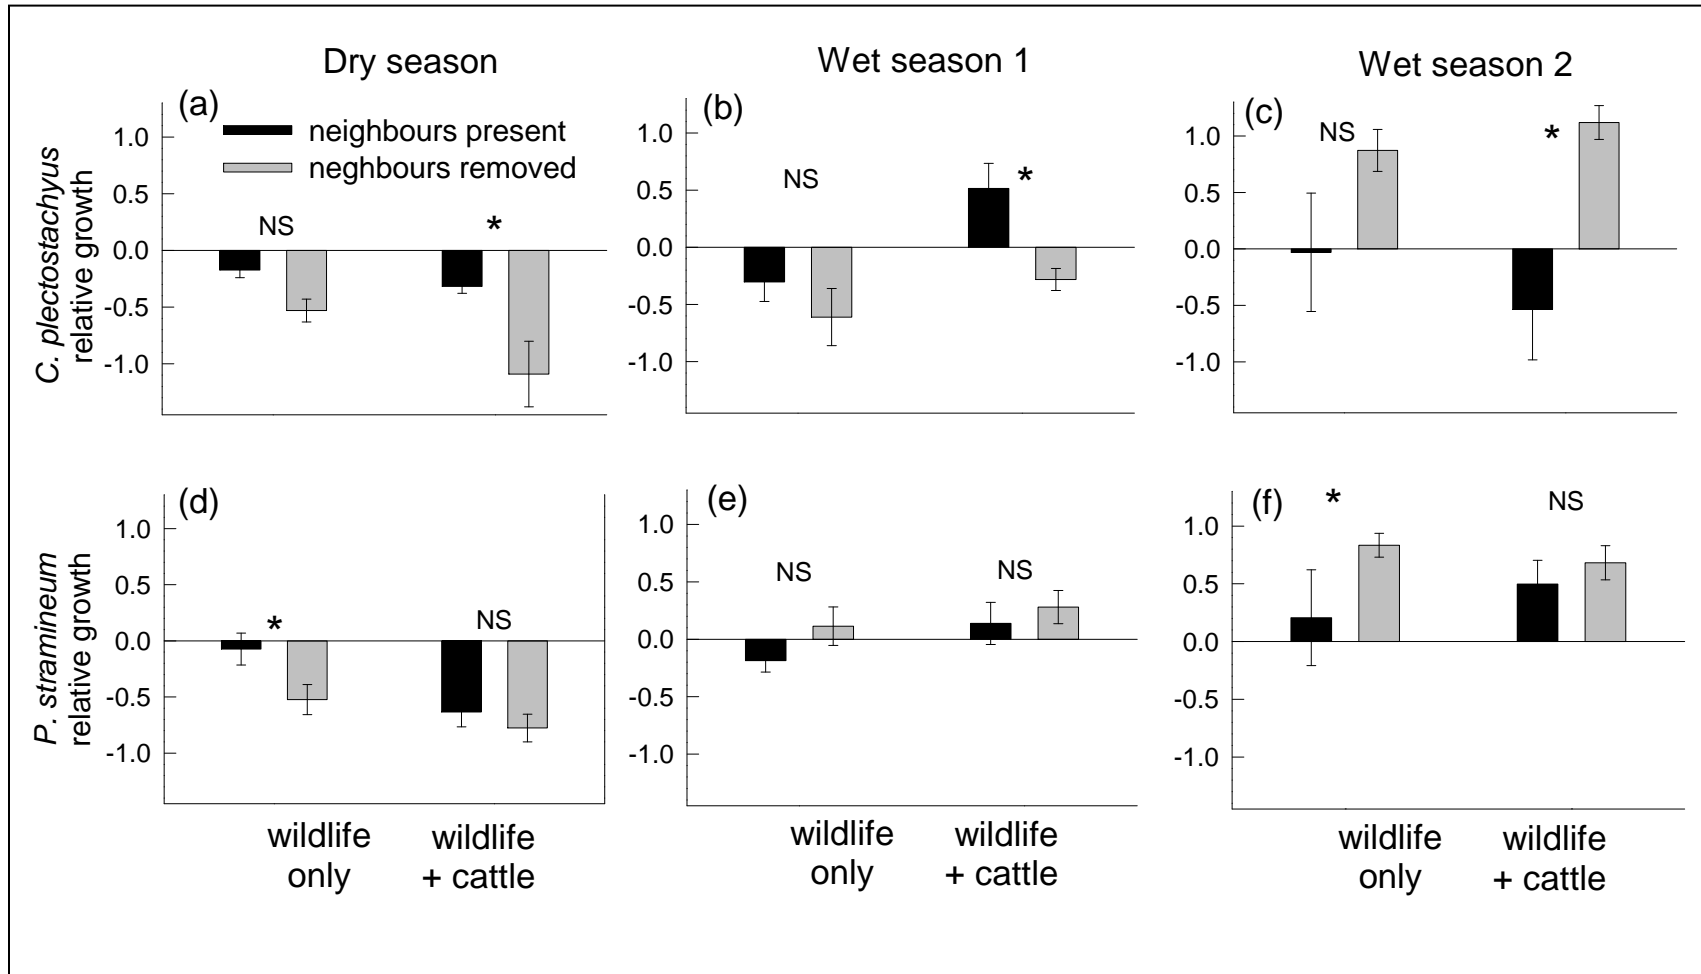 Dry season
Wet season 1
Wet season 2
(a)
neighbours present
neghbours removed
1.0
0.5
0.0
-0.5
-1.0
NS
*
C. plectostachyus
relative growth
(b)
1.0
0.5
0.0
-0.5
-1.0
NS
*
(c)
1.0
0.5
0.0
-0.5
-1.0
NS
*
(d)
1.0
0.5
0.0
-0.5
-1.0
*
NS
P. stramineum
relative growth
wildlife
only
wildlife
+ cattle
(e)
1.0
0.5
0.0
-0.5
-1.0
NS
NS
wildlife
only
wildlife
+ cattle
(f)
1.0
0.5
0.0
-0.5
-1.0
*
NS
wildlife
only
wildlife
+ cattle